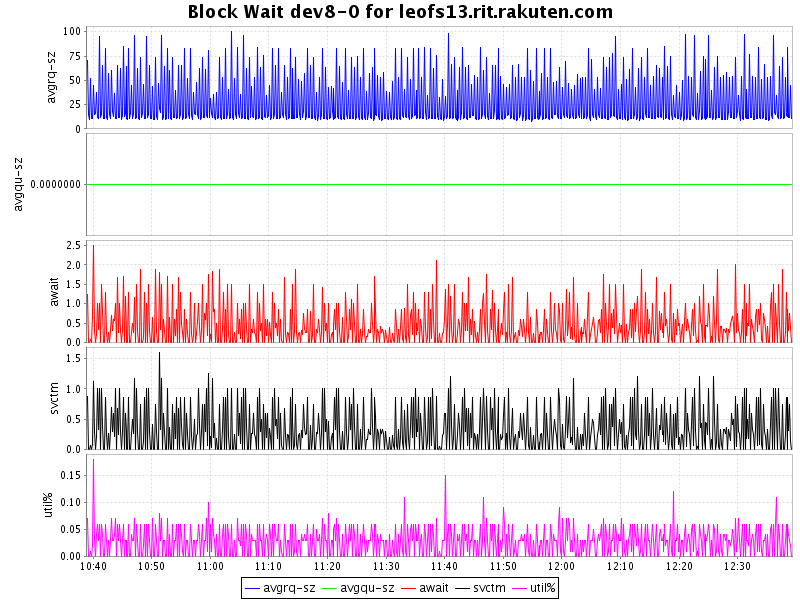 Block Wait dev8-0 for leofs13.rit.rakuten.com
avgrq-sz
100
75
50
25
0
avgqu-sz
0.0000000
await
2.5
2.0
1.5
1.0
0.5
0.0
svctm
1.5
1.0
0.5
0.0
util%
0.15
0.10
0.05
0.00
10:40 10:50 11:00 11:10 11:20 11:30 11:40 11:50 12:00 12:10 12:20 12:30
avgrq-sz avgqu-sz await svctm util%